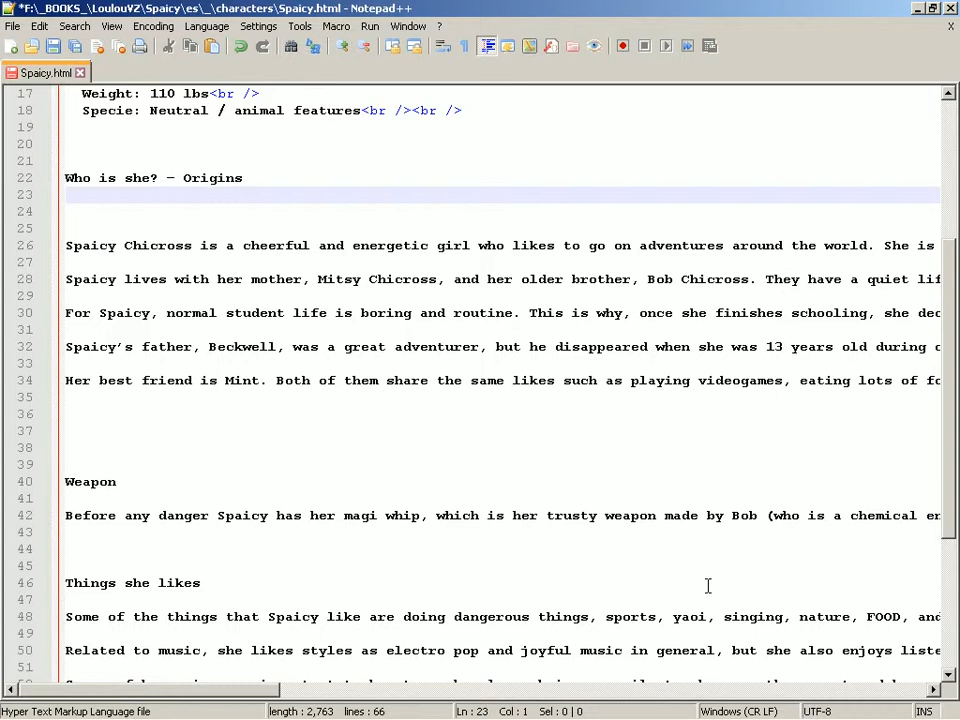 *F:\_BOOKS_\LoulouVZ\Spaicy\es\_\characters\Spaicy.html - Notepad++
File Edit Search View Encoding Language Settings Tools Macro Run Window ? X
Spaicy.html
17 Weight: 110 lbs<br />
18 Specie: Neutral / animal features<br /><br />
19
20
21
22 Who is she? – Origins
23
24
25
26 Spaicy Chicross is a cheerful and energetic girl who likes to go on adventures around the world. She is
27
28 Spaicy lives with her mother, Mitsy Chicross, and her older brother, Bob Chicross. They have a quiet lif
29
30 For Spaicy, normal student life is boring and routine. This is why, once she finishes schooling, she dec
31
32 Spaicy’s father, Beckwell, was a great adventurer, but he disappeared when she was 13 years old during
33
34 Her best friend is Mint. Both of them share the same likes such as playing videogames, eating lots of fo
35
36
37
38
39
40 Weapon
41
42 Before any danger Spaicy has her magi whip, which is her trusty weapon made by Bob (who is a chemical en
43
44
45
46 Things she likes
47
48 Some of the things that Spaicy like are doing dangerous things, sports, yaoi, singing, nature, FOOD, and
49
50 Related to music, she likes styles as electro pop and joyful music in general, but she also enjoys liste
51
Hyper Text Markup Language file length : 2,763 lines : 66 Ln : 23 Col : 1 Sel : 0 | 0 Windows (CR LF) UTF-8 INS